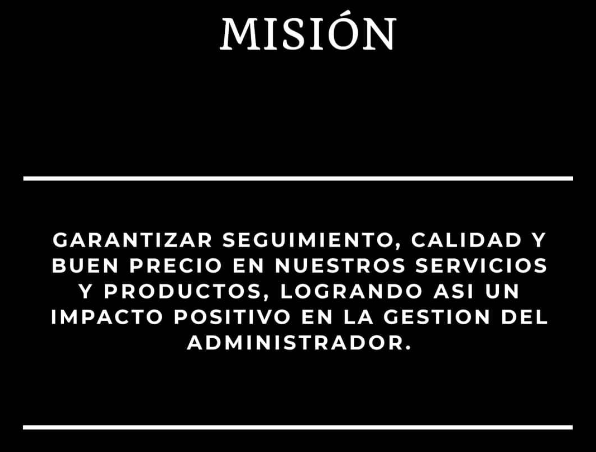 MISIÓN
GARANTIZAR SEGUIMIENTO, CALIDAD Y
BUEN PRECIO EN NUESTROS SERVICIOS
Y PRODUCTOS, LOGRANDO ASI UN
IMPACTO POSITIVO EN LA GESTION DEL
ADMINISTRADOR.